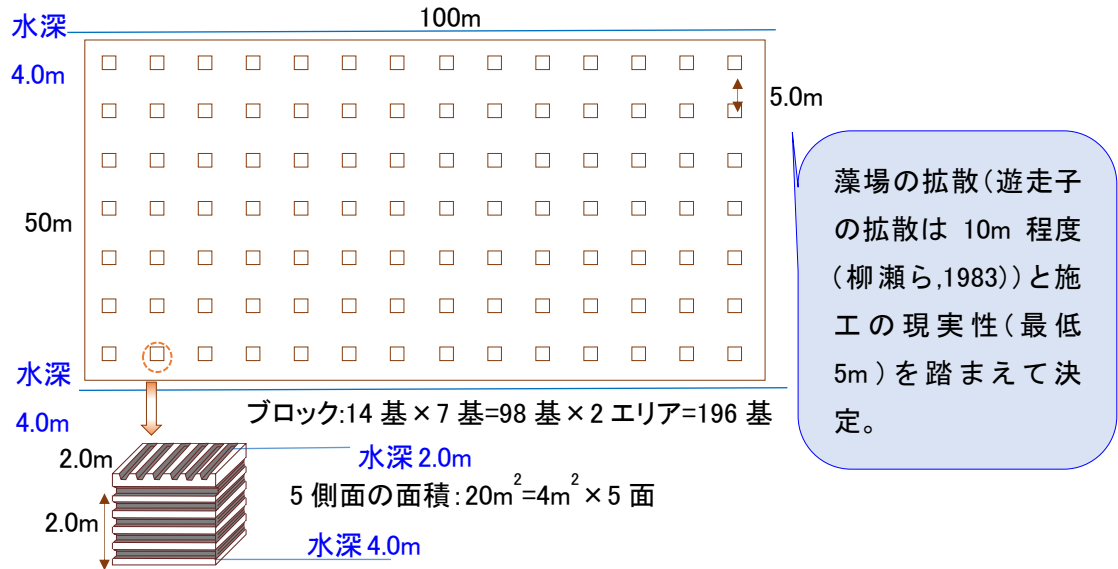 水深
100m
4.0m
5.0m
50m
藻場の拡散(遊走子
の拡散は 10m 程度
(柳瀬ら,1983))と施
工の現実性(最低
5m)を踏まえて決
定。
水深
4.0m
ブロック:14 基×7 基=98 基×2 エリア=196 基
2.0m
水深 2.0m
5 側面の面積:20m²=4m²×5 面
2.0m
水深 4.0m